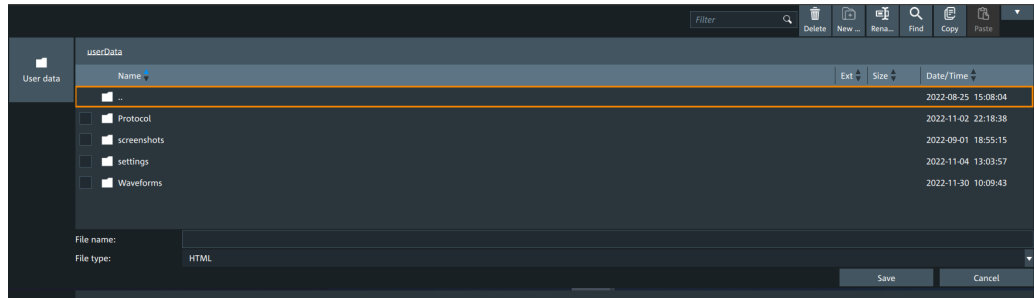 Filter
Delete New ... Rena... Find Copy Paste
User data
userData
Name Ext Size Date/Time
.. 2022-08-25 15:08:04
Protocol 2022-11-02 22:18:38
screenshots 2022-09-01 18:55:15
settings 2022-11-04 13:03:57
Waveforms 2022-11-30 10:09:43
File name:
File type: HTML
Save Cancel